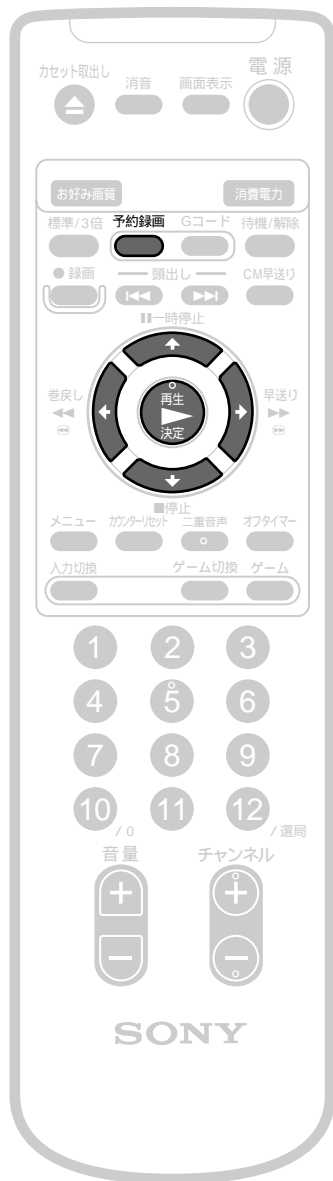 カセット取出し 消音 画面表示 電源
お好み画質 消費電力
標準/3倍 予約録画 Gコード 待機/解除
●録画 頭出し CM早送り
一時停止
巻戻し 再生 早送り
決定
■停止
メニュー カウンターリセット 二重音声 オフタイマー
入力切換 ゲーム切換 ゲーム
1 2 3
4 5 6
7 8 9
10/0 11 12/選局
音量 チャンネル
+ +
− −
SONY